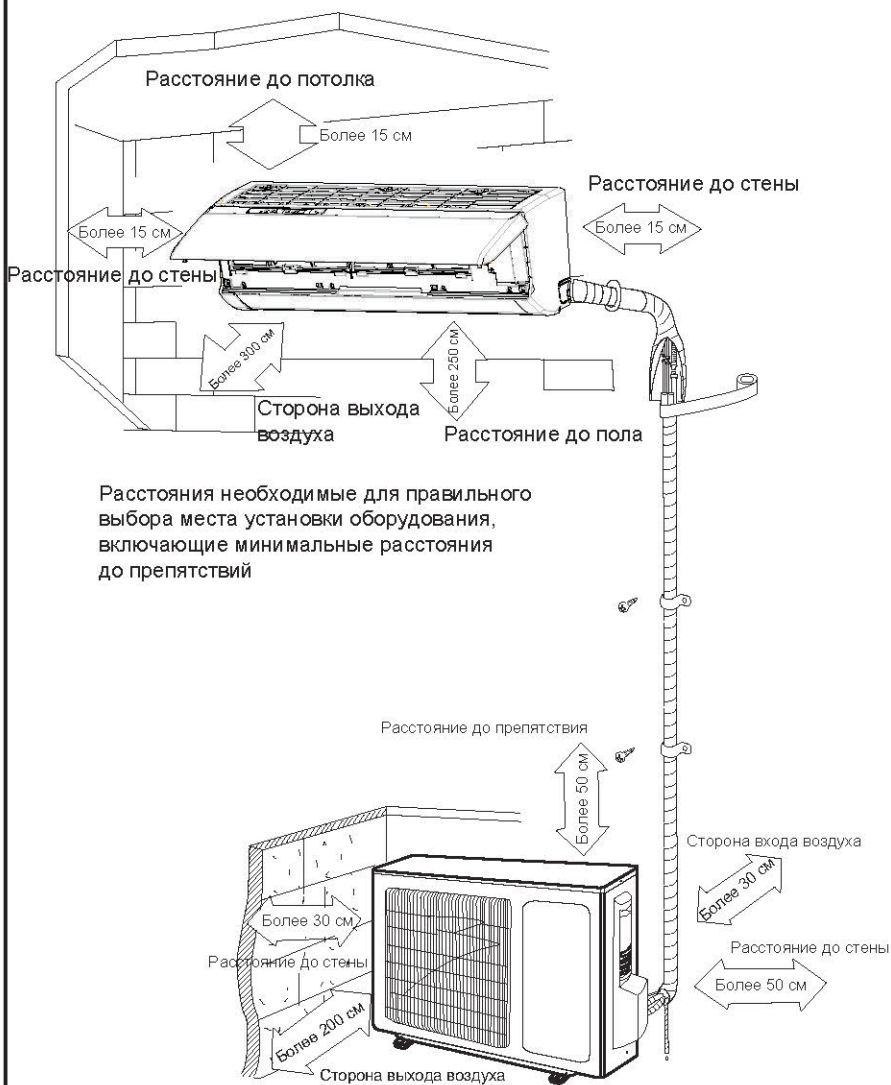 Расстояние до потолка
Более 15 см
Расстояние до стены
Более 15 см
Более 15 см
Расстояние до стены
Более 300 см
Более 250 см
Сторона выхода
воздуха
Расстояние до пола
Расстояния необходимые для правильного
выбора места установки оборудования,
включающие минимальные расстояния
до препятствий
Расстояние до препятствия
Более 50 см
Сторона входа воздуха
Более 30 см
Более 30 см
Расстояние до стены
Расстояние до стены
Более 50 см
Более 200 см
Сторона выхода воздуха